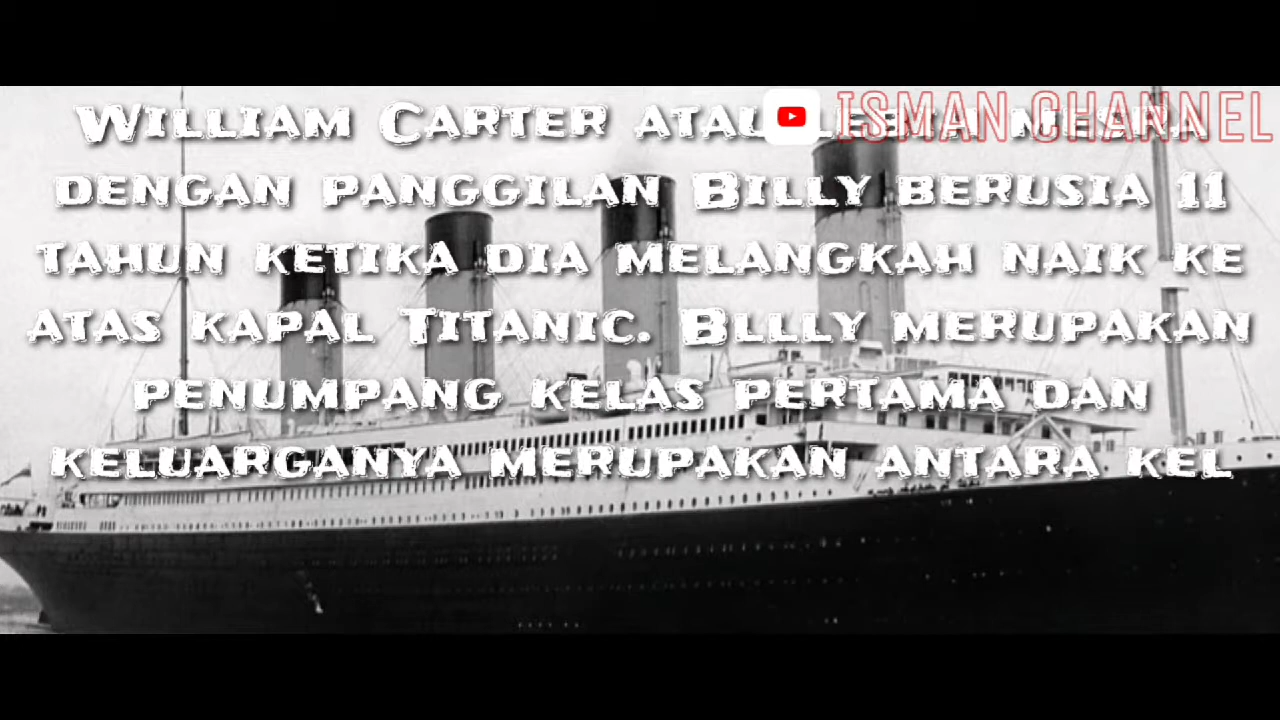 William Carter atau
ISMAN CHANNEL
dengan panggilan Billy berusia 11
tahun ketika dia melangkah naik ke
atas kapal Titanic. Bllly merupakan
penumpang kelas pertama dan
keluarganya merupakan antara kel